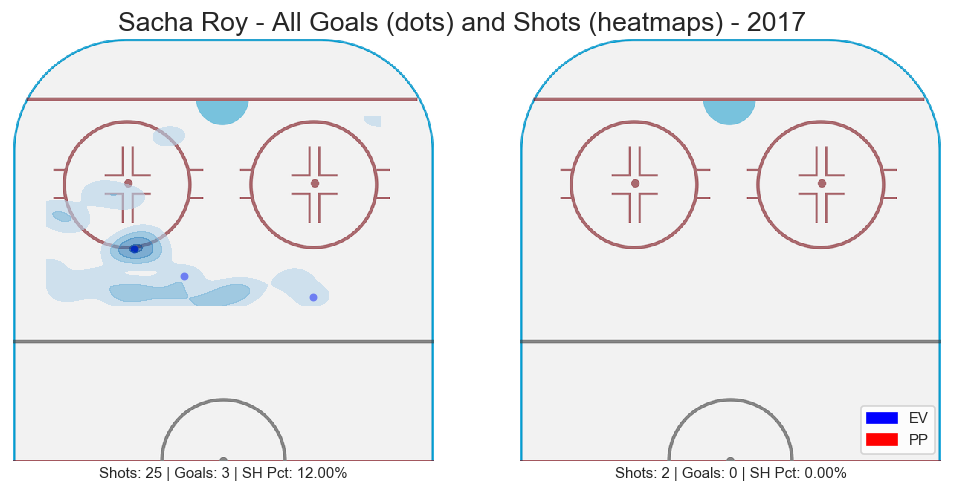 Sacha Roy - All Goals (dots) and Shots (heatmaps) - 2017
EV
PP
Shots: 25 | Goals: 3 | SH Pct: 12.00%
Shots: 2 | Goals: 0 | SH Pct: 0.00%